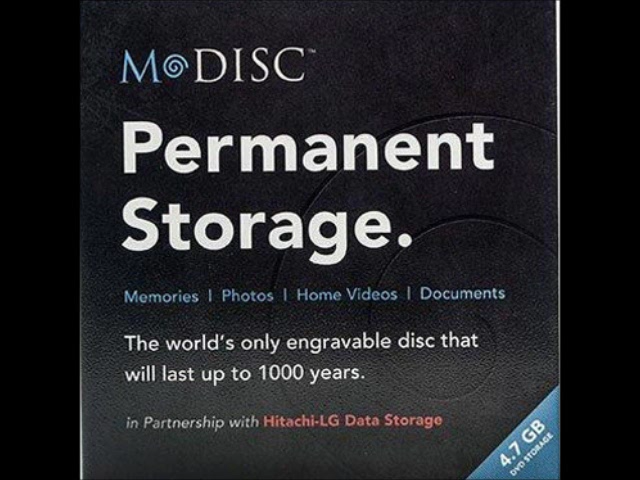 M DISC™
Permanent
Storage.
Memories | Photos | Home Videos | Documents
The world's only engravable disc that
will last up to 1000 years.
in Partnership with Hitachi-LG Data Storage
4.7 GB
DVD STORAGE